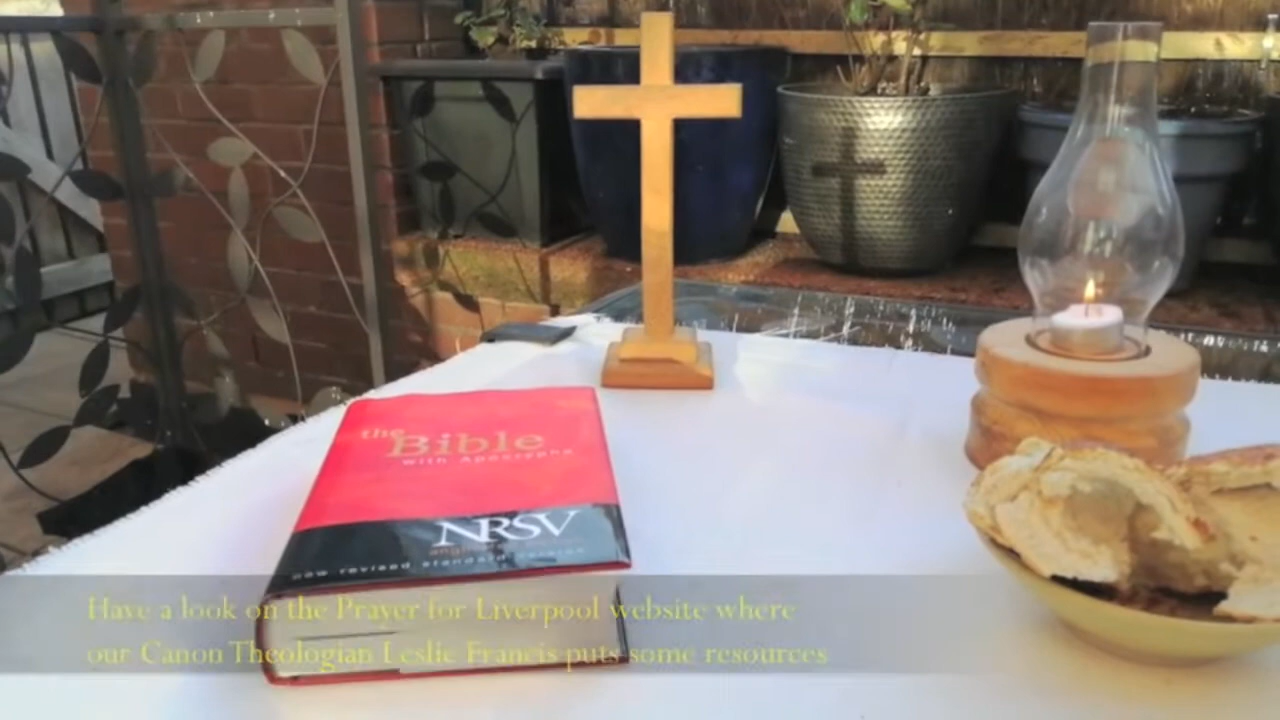 the
Bible
with Apocrypha
NRSV
new revised standard version
Have a look on the Prayer for Liverpool website where
our Canon Theologian Leslie Francis puts some resources